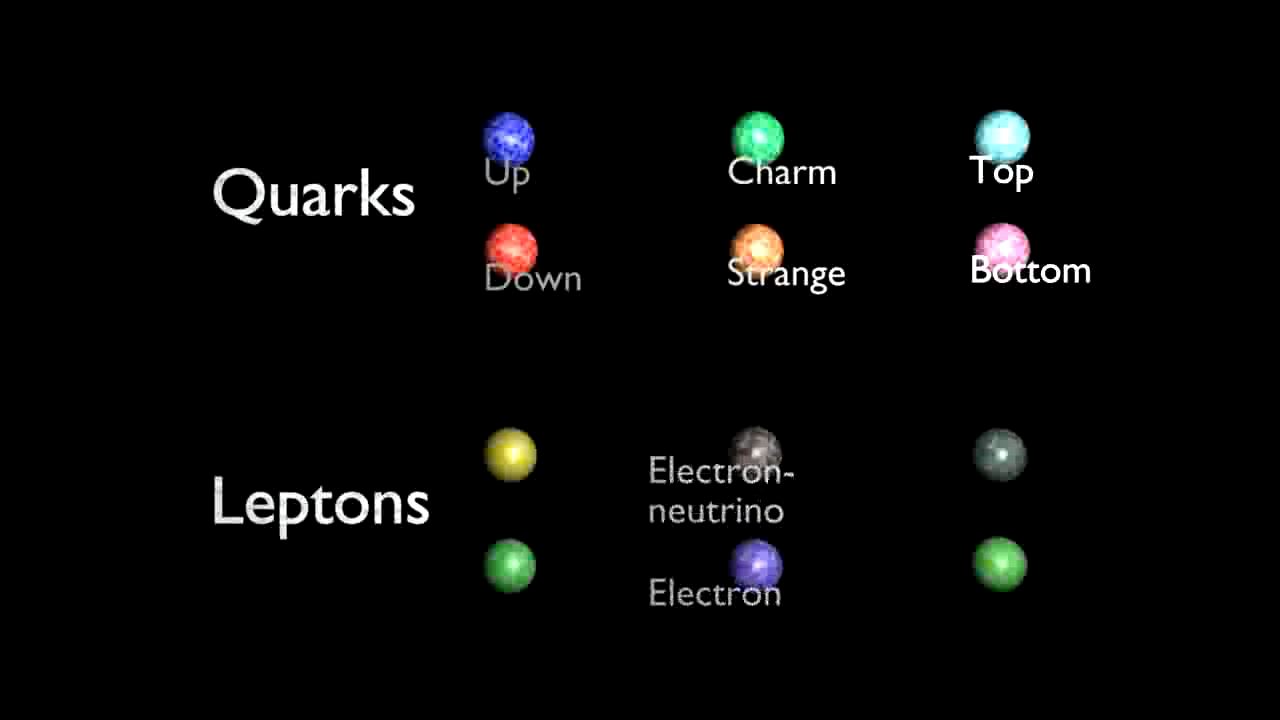 Quarks
Up
Charm
Top
Down
Strange
Bottom
Leptons
Electron-
neutrino
Electron